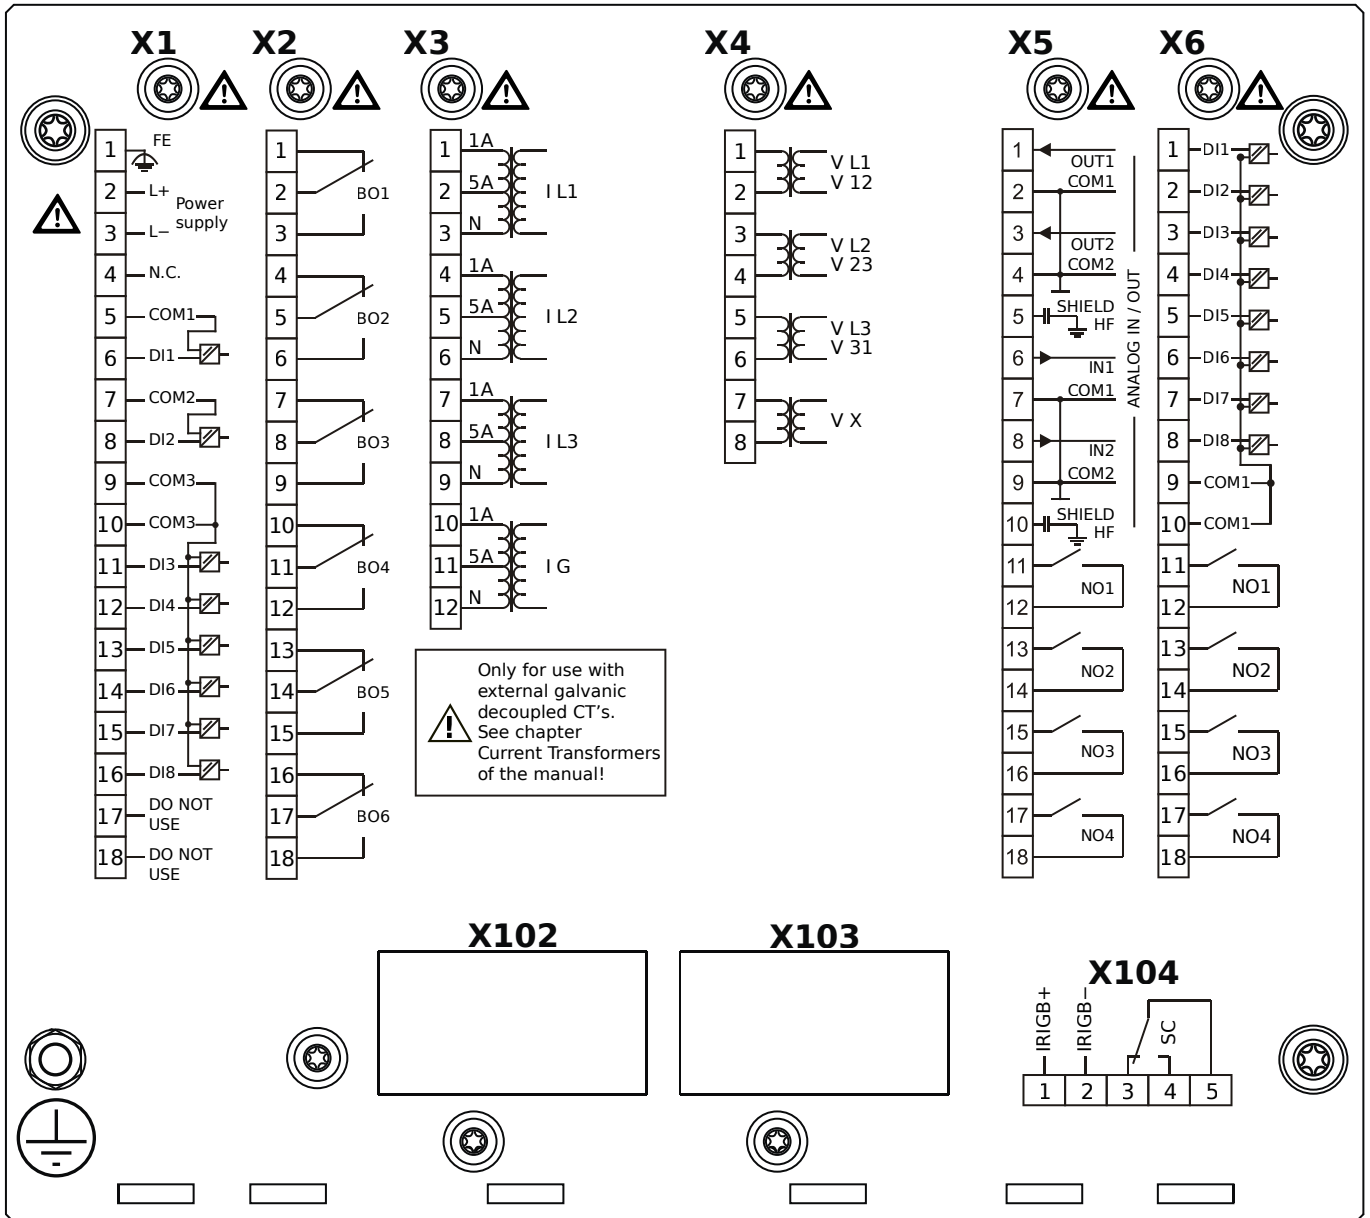 X1
X2
X3
X4
X5
X6
1
FE
2
L+
Power
supply
3
L−
4
N.C.
5
COM1
6
DI1
7
COM2
8
DI2
9
COM3
10
COM3
11
DI3
12
DI4
13
DI5
14
DI6
15
DI7
16
DI8
17
DO NOT
USE
18
DO NOT
USE
1
2
BO1
3
4
5
BO2
6
7
8
BO3
9
10
11
BO4
12
13
14
BO5
15
16
17
BO6
18
1
1A
2
5A
I L1
3
N
4
1A
5
5A
I L2
6
N
7
1A
8
5A
I L3
9
N
10
1A
11
5A
I G
12
N
Only for use with
external galvanic
decoupled CT's.
See chapter
Current Transformers
of the manual!
1
V L1
2
V 12
3
V L2
4
V 23
5
V L3
6
V 31
7
V X
8
1
OUT1
2
COM1
3
OUT2
4
COM2
5
SHIELD
HF
6
IN1
7
COM1
8
IN2
9
COM2
10
SHIELD
HF
ANALOG IN / OUT
11
NO1
12
13
NO2
14
15
NO3
16
17
NO4
18
1
DI1
2
DI2
3
DI3
4
DI4
5
DI5
6
DI6
7
DI7
8
DI8
9
COM1
10
COM1
11
NO1
12
13
NO2
14
15
NO3
16
17
NO4
18
X102
X103
X104
IRIGB+
IRIGB−
SC
1 2 3 4 5